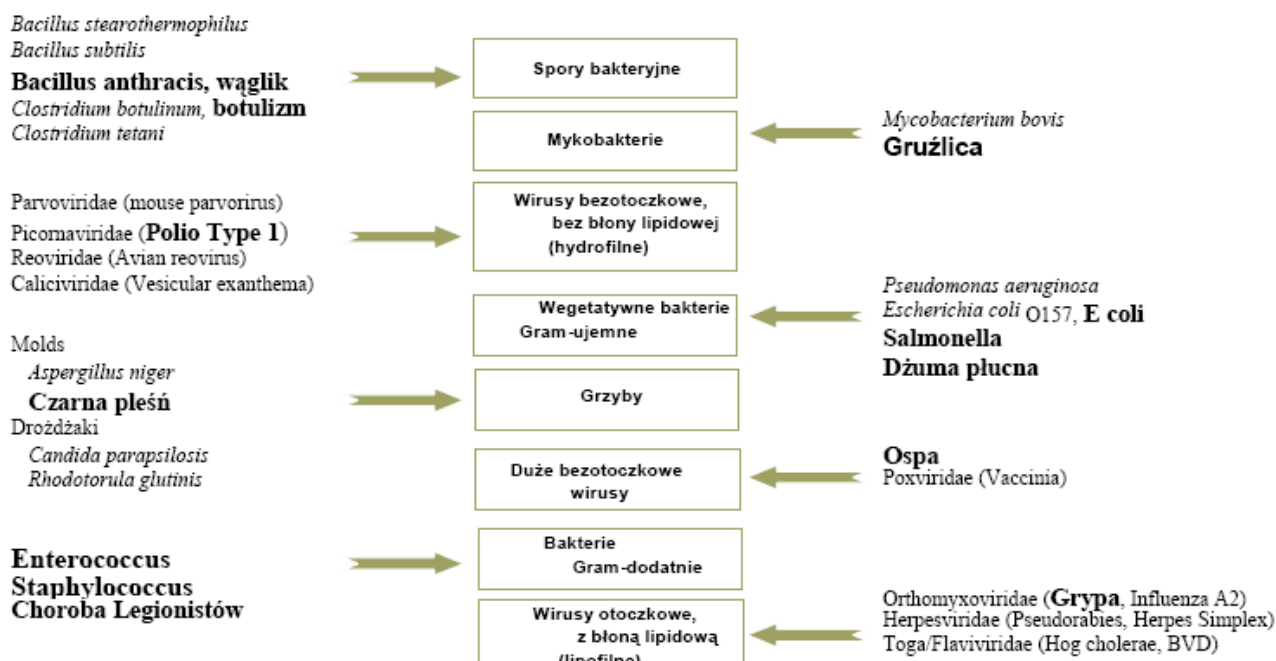 Bacillus stearothermophilus
Bacillus subtilis
Bacillus anthracis, wąglik
Clostridium botulinum, botulizm
Clostridium tetani
Spory bakteryjne
Mykobakterie
Mycobacterium bovis
Gruźlica
Parvoviridae (mouse parvorirus)
Picornaviridae (Polio Type 1)
Reoviridae (Avian reovirus)
Caliciviridae (Vesicular exanthema)
Wirusy bezotoczkowe,
bez błony lipidowej
(hydrofilne)
Wegetatywne bakterie
Gram-ujemne
Pseudomonas aeruginosa
Escherichia coli O157, E coli
Salmonella
Dżuma płucna
Molds
Aspergillus niger
Czarna pleśń
Drożdżaki
Candida parapsilosis
Rhodotorula glutinis
Grzyby
Duże bezotoczkowe
wirusy
Ospa
Poxviridae (Vaccinia)
Enterococcus
Staphylococcus
Choroba Legionistów
Bakterie
Gram-dodatnie
Wirusy otoczkowe,
z błoną lipidową
(lipofilne)
Orthomyxoviridae (Grypa, Influenza A2)
Herpesviridae (Pseudorabies, Herpes Simplex)
Toga/Flaviviridae (Hog cholerae, BVD)